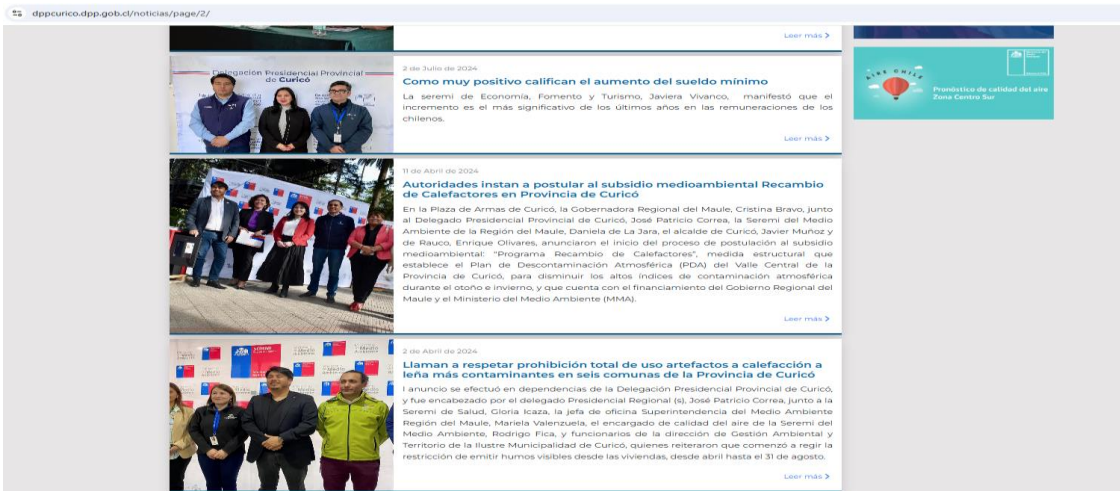 dppcurico.dpp.gob.cl/noticias/page/2/
Leer más
Delegación Presidencial Provincial
de Curicó
2 de Julio de 2024
Como muy positivo califican el aumento del sueldo mínimo
La seremi de Economía, Fomento y Turismo, Javiera Vivanco, manifestó que el
incremento es el más significativo de los últimos años en las remuneraciones de los
chilenos.
Leer más
AIRE CHILE
Pronóstico de calidad del aire
Zona Centro Sur
11 de Abril de 2024
Autoridades instan a postular al subsidio medioambiental Recambio
de Calefactores en Provincia de Curicó
En la Plaza de Armas de Curicó, la Gobernadora Regional del Maule, Cristina Bravo, junto
al Delegado Presidencial Provincial de Curicó, José Patricio Correa, la Seremi del Medio
Ambiente de la Región del Maule, Daniela de La Jara, el alcalde de Curicó, Javier Muñoz y
de Rauco, Enrique Olivares, anunciaron el inicio del proceso de postulación al subsidio
medioambiental: "Programa Recambio de Calefactores", medida estructural que
establece el Plan de Descontaminación Atmosférica (PDA) del Valle Central de la
Provincia de Curicó, para disminuir los altos índices de contaminación atmosférica
durante el otoño e invierno, y que cuenta con el financiamiento del Gobierno Regional del
Maule y el Ministerio del Medio Ambiente (MMA).
Leer más
2 de Abril de 2024
Llaman a respetar prohibición total de uso artefactos a calefacción a
leña más contaminantes en seis comunas de la Provincia de Curicó
l anuncio se efectuó en dependencias de la Delegación Presidencial Provincial de Curicó,
y fue encabezado por el delegado Presidencial Regional (s), José Patricio Correa, junto a la
Seremi de Salud, Gloria Icaza, la jefa de oficina Superintendencia del Medio Ambiente
Región del Maule, Mariela Valenzuela, el encargado de calidad del aire de la Seremi del
Medio Ambiente, Rodrigo Fica, y funcionarios de la dirección de Gestión Ambiental y
Territorio de la Ilustre Municipalidad de Curicó, quienes reiteraron que comenzó a regir la
restricción de emitir humos visibles desde las viviendas, desde abril hasta el 31 de agosto.
Leer más